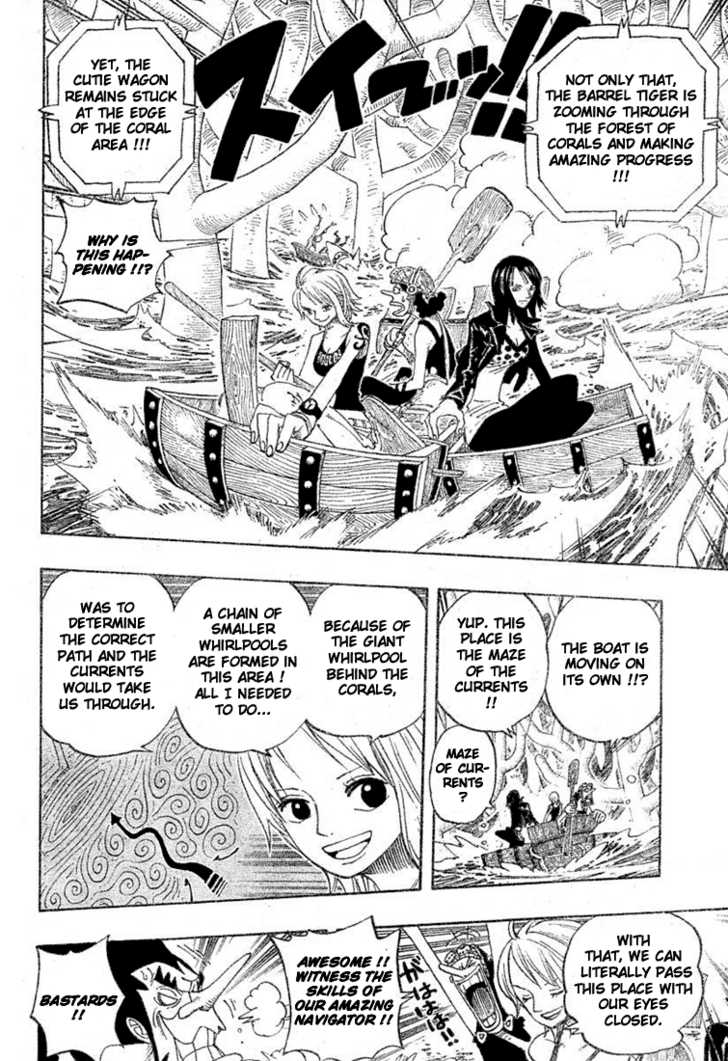 NOT ONLY THAT,
THE BARREL TIGER IS
ZOOMING THROUGH
THE FOREST OF
CORALS AND MAKING
AMAZING PROGRESS
!!!
スイーーッ!!
YET, THE
CUTIE WAGON
REMAINS STUCK
AT THE EDGE
OF THE CORAL
AREA !!!
WHY IS
THIS HAP-
PENING !!?
THE BOAT IS
MOVING ON
ITS OWN !!?
YUP. THIS
PLACE IS
THE MAZE
OF THE
CURRENTS
!!
MAZE
OF CUR-
RENTS
?
BECAUSE OF
THE GIANT
WHIRLPOOL
BEHIND THE
CORALS,
A CHAIN OF
SMALLER
WHIRLPOOLS
ARE FORMED IN
THIS AREA !
ALL I NEEDED
TO DO...
WAS TO
DETERMINE
THE CORRECT
PATH AND THE
CURRENTS
WOULD TAKE
US THROUGH.
WITH
THAT, WE CAN
LITERALLY PASS
THIS PLACE WITH
OUR EYES
CLOSED.
がはははは
AWESOME !!
WITNESS THE
SKILLS OF
OUR AMAZING
NAVIGATOR !!
BASTARDS
!!